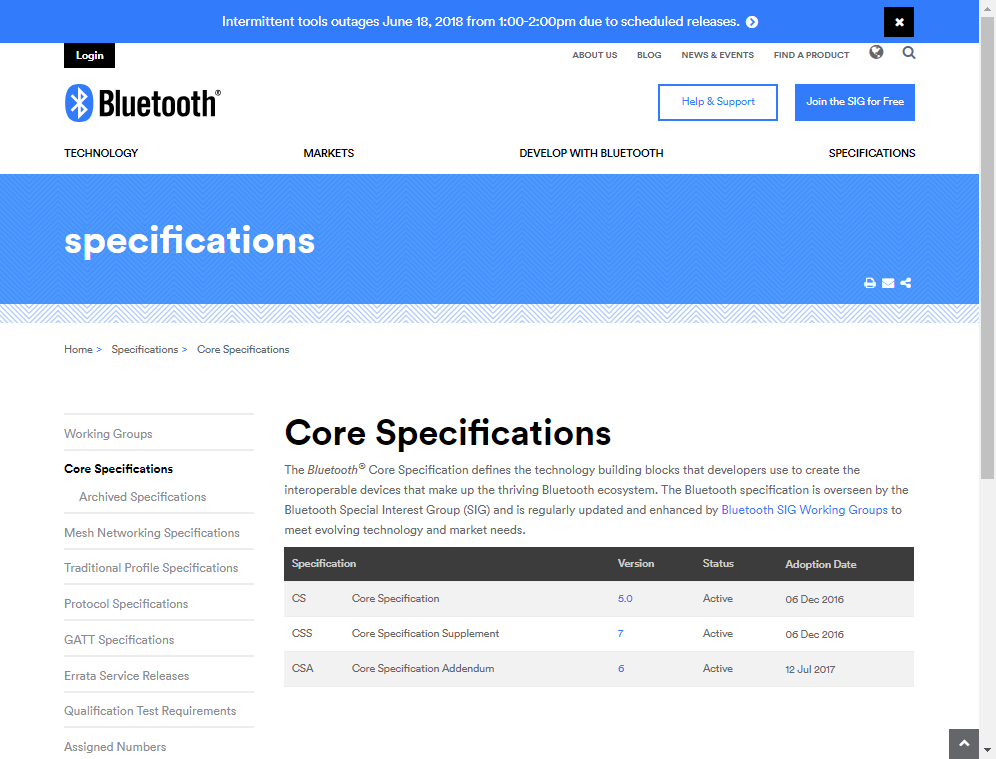 Intermittent tools outages June 18, 2018 from 1:00-2:00pm due to scheduled releases.
Login
ABOUT US BLOG NEWS & EVENTS FIND A PRODUCT
Bluetooth®
Help & Support
Join the SIG for Free
TECHNOLOGY MARKETS DEVELOP WITH BLUETOOTH SPECIFICATIONS
specifications
Home > Specifications > Core Specifications
Working Groups
Core Specifications
Archived Specifications
Mesh Networking Specifications
Traditional Profile Specifications
Protocol Specifications
GATT Specifications
Errata Service Releases
Qualification Test Requirements
Assigned Numbers
Core Specifications
The Bluetooth® Core Specification defines the technology building blocks that developers use to create the
interoperable devices that make up the thriving Bluetooth ecosystem. The Bluetooth specification is overseen by the
Bluetooth Special Interest Group (SIG) and is regularly updated and enhanced by Bluetooth SIG Working Groups to
meet evolving technology and market needs.
Specification Version Status Adoption Date
CS Core Specification 5.0 Active 06 Dec 2016
CSS Core Specification Supplement 7 Active 06 Dec 2016
CSA Core Specification Addendum 6 Active 12 Jul 2017